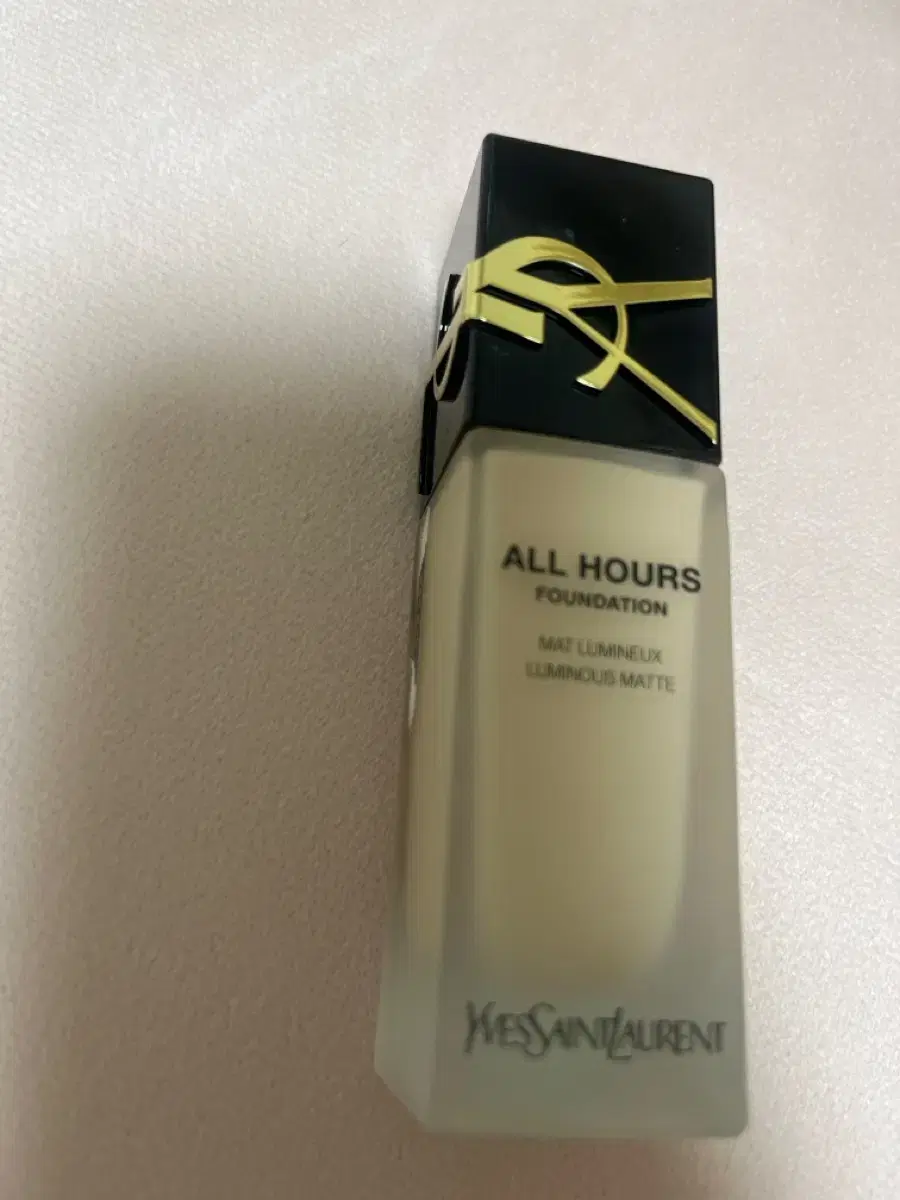 ALL HOURS
FOUNDATION
MAT LUMINEUX
LUMINOUS MATTE
YVESSAINTLAURENT